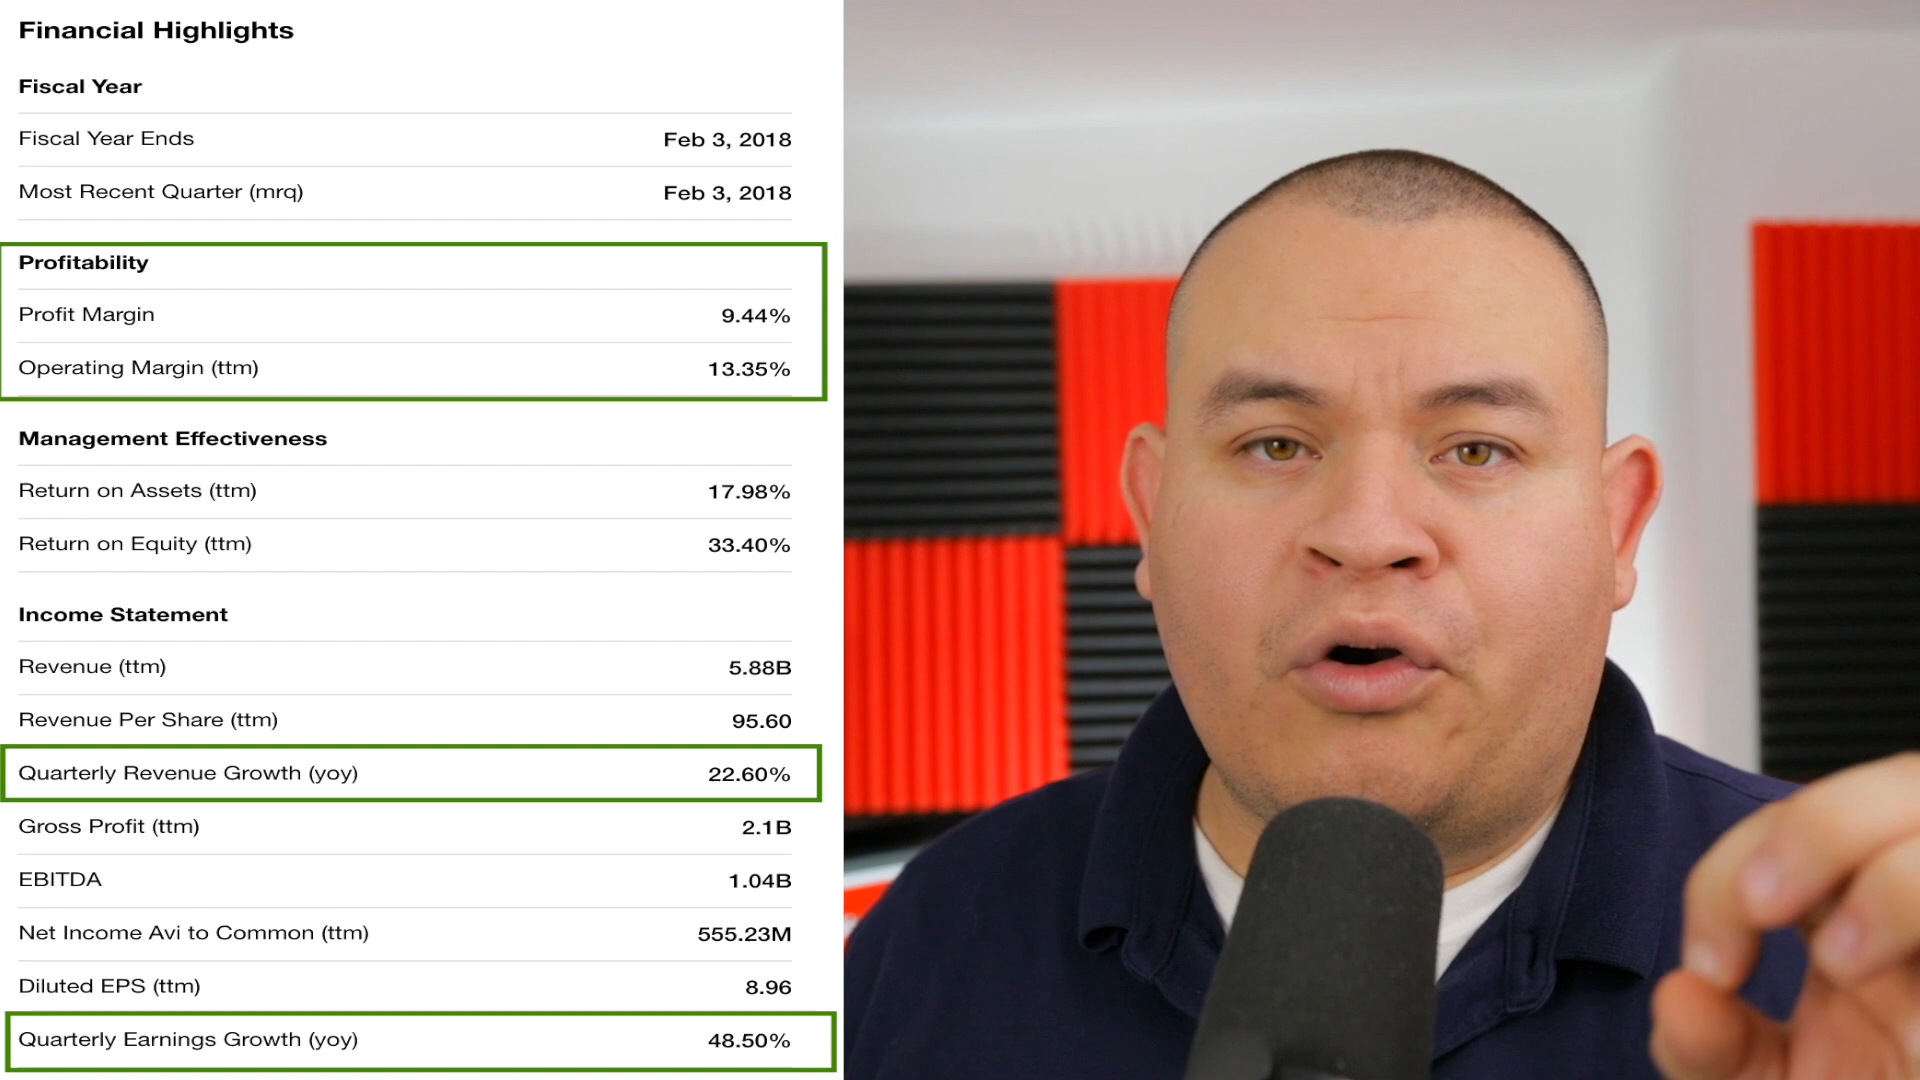 Financial Highlights
Fiscal Year
Fiscal Year Ends Feb 3, 2018
Most Recent Quarter (mrq) Feb 3, 2018
Profitability
Profit Margin 9.44%
Operating Margin (ttm) 13.35%
Management Effectiveness
Return on Assets (ttm) 17.98%
Return on Equity (ttm) 33.40%
Income Statement
Revenue (ttm) 5.88B
Revenue Per Share (ttm) 95.60
Quarterly Revenue Growth (yoy) 22.60%
Gross Profit (ttm) 2.1B
EBITDA 1.04B
Net Income Avi to Common (ttm) 555.23M
Diluted EPS (ttm) 8.96
Quarterly Earnings Growth (yoy) 48.50%